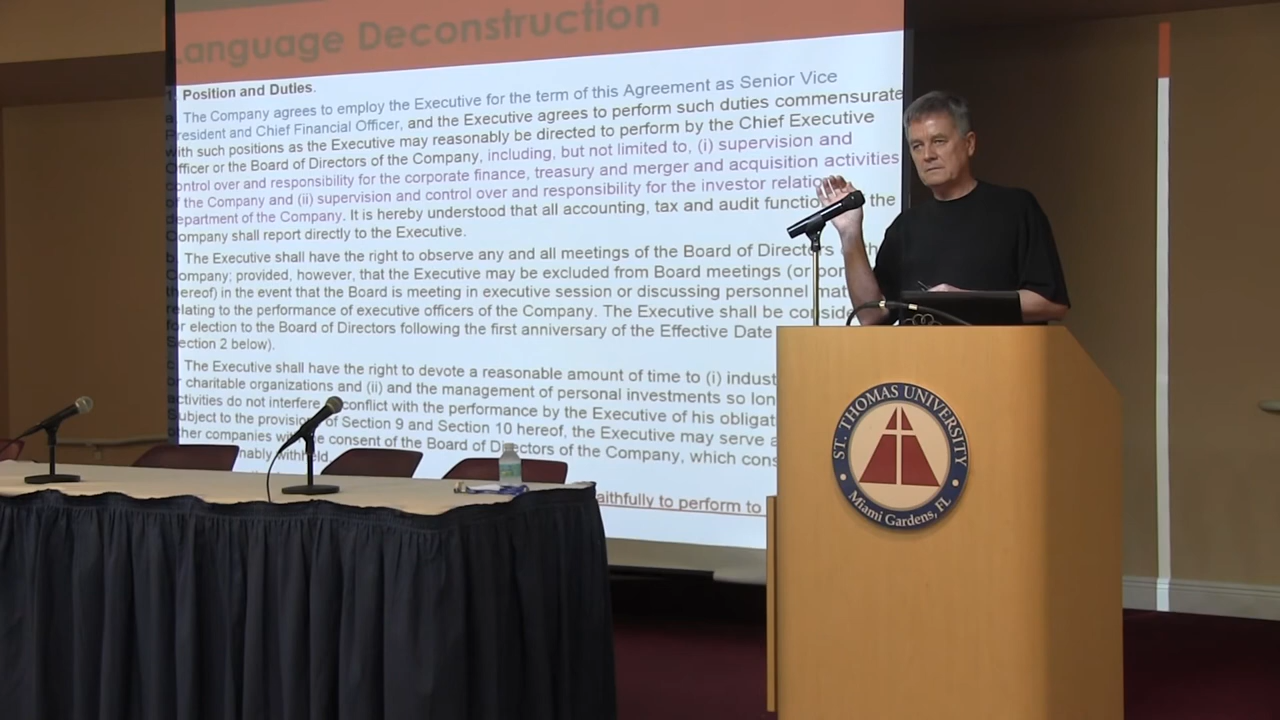 Language Deconstruction
1. Position and Duties.
a. The Company agrees to employ the Executive for the term of this Agreement as Senior Vice
President and Chief Financial Officer, and the Executive agrees to perform such duties commensurate
with such positions as the Executive may reasonably be directed to perform by the Chief Executive
Officer or the Board of Directors of the Company, including, but not limited to, (i) supervision and
control over and responsibility for the corporate finance, treasury and merger and acquisition activities
of the Company and (ii) supervision and control over and responsibility for the investor relatio
department of the Company. It is hereby understood that all accounting, tax and audit functio the
Company shall report directly to the Executive.
b. The Executive shall have the right to observe any and all meetings of the Board of Directors
Company; provided, however, that the Executive may be excluded from Board meetings (or por
thereof) in the event that the Board is meeting in executive session or discussing personnel mat
relating to the performance of executive officers of the Company. The Executive shall be conside
for election to the Board of Directors following the first anniversary of the Effective Date
Section 2 below).
c. The Executive shall have the right to devote a reasonable amount of time to (i) indust
or charitable organizations and (ii) and the management of personal investments so lon
activities do not interfere conflict with the performance by the Executive of his obligat
Subject to the provisio of Section 9 and Section 10 hereof, the Executive may serve a
other companies with e consent of the Board of Directors of the Company, which cons
nably withheld
aithfully to perform to
ST. THOMAS UNIVERSITY
Miami Gardens, FL